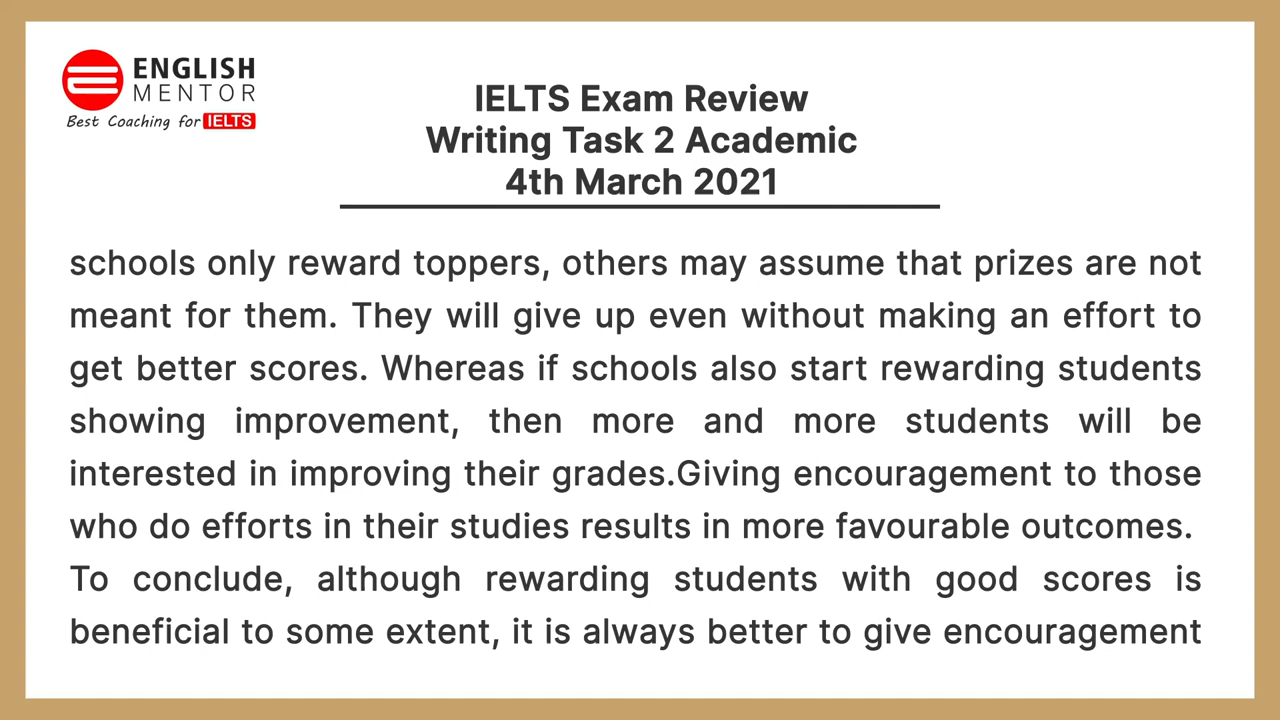 ENGLISH
MENTOR
Best Coaching for IELTS
IELTS Exam Review
Writing Task 2 Academic
4th March 2021
schools only reward toppers, others may assume that prizes are not
meant for them. They will give up even without making an effort to
get better scores. Whereas if schools also start rewarding students
showing improvement, then more and more students will be
interested in improving their grades.Giving encouragement to those
who do efforts in their studies results in more favourable outcomes.
To conclude, although rewarding students with good scores is
beneficial to some extent, it is always better to give encouragement